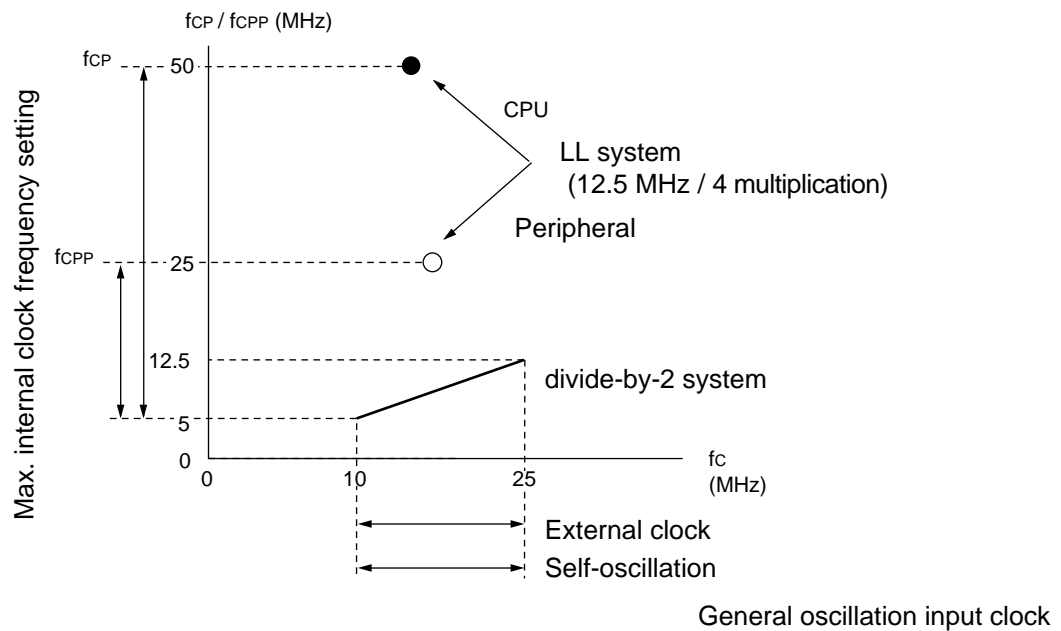 fCP / fCPP (MHz)
fCP
50
CPU
LL system
(12.5 MHz / 4 multiplication)
Peripheral
fCPP
25
Max. internal clock frequency setting
12.5
divide-by-2 system
5
0
0
10
25
fC
(MHz)
External clock
Self-oscillation
General oscillation input clock